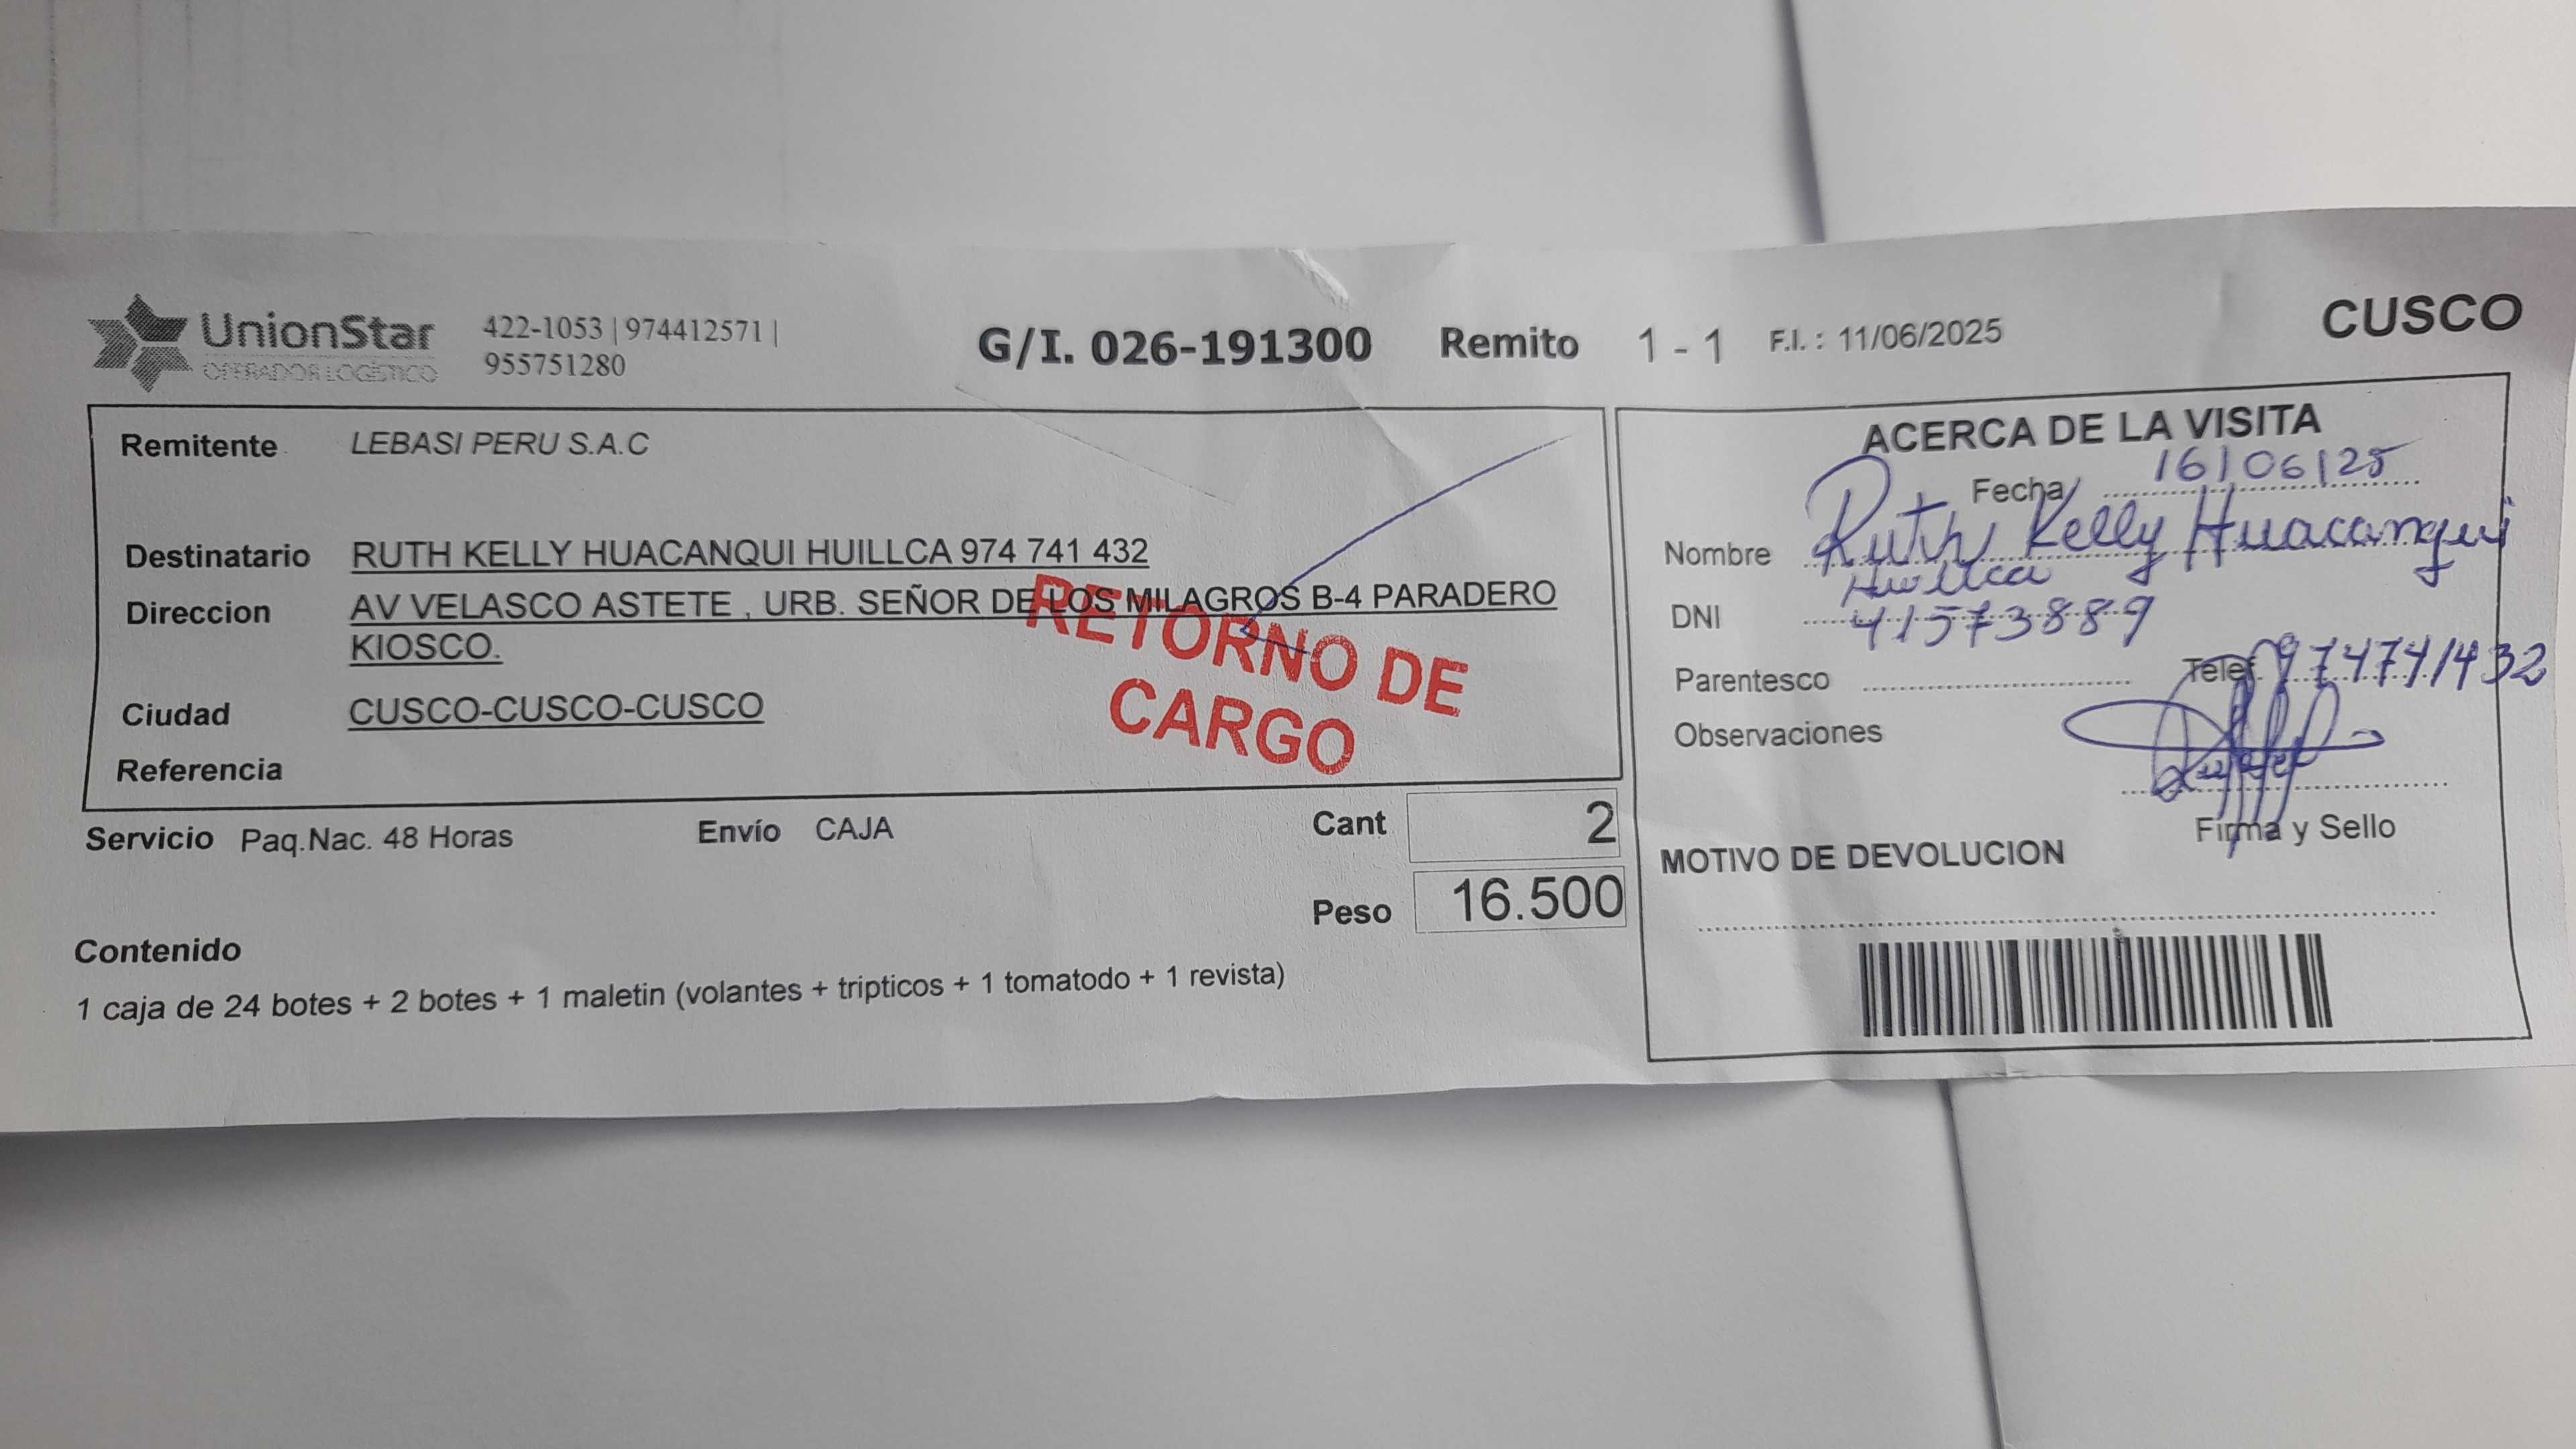 UnionStar
OPERADOR LOGÍSTICO
422-1053 | 974412571 |
955751280
G/I. 026-191300 Remito 1 - 1 F.I. : 11/06/2025
CUSCO
Remitente LEBASI PERU S.A.C
Destinatario RUTH KELLY HUACANQUI HUILLCA 974 741 432
Direccion AV VELASCO ASTETE , URB. SEÑOR DE LOS MILAGROS B-4 PARADERO
KIOSCO.
Ciudad CUSCO-CUSCO-CUSCO
Referencia
RETORNO DE
CARGO
Servicio Paq.Nac. 48 Horas Envío CAJA
Cant 2
Peso 16.500
Contenido
1 caja de 24 botes + 2 botes + 1 maletin (volantes + tripticos + 1 tomatodo + 1 revista)
ACERCA DE LA VISITA
Fecha 16/06/25
Nombre Ruth Kelly Huacanqui
Huillca
DNI 41573889
Parentesco Telef. 974741432
Observaciones
Firma y Sello
MOTIVO DE DEVOLUCION